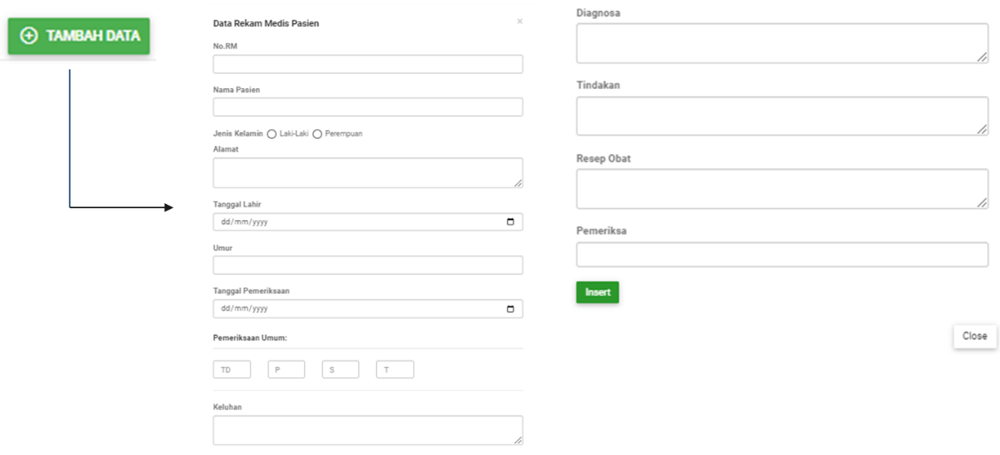 TAMBAH DATA
Data Rekam Medis Pasien
×
No.RM
Nama Pasien
Jenis Kelamin Laki-Laki Perempuan
Alamat
Tanggal Lahir
dd/mm/yyyy
Umur
Tanggal Pemeriksaan
dd/mm/yyyy
Pemeriksaan Umum:
TD P S T
Keluhan
Diagnosa
Tindakan
Resep Obat
Pemeriksa
Insert
Close